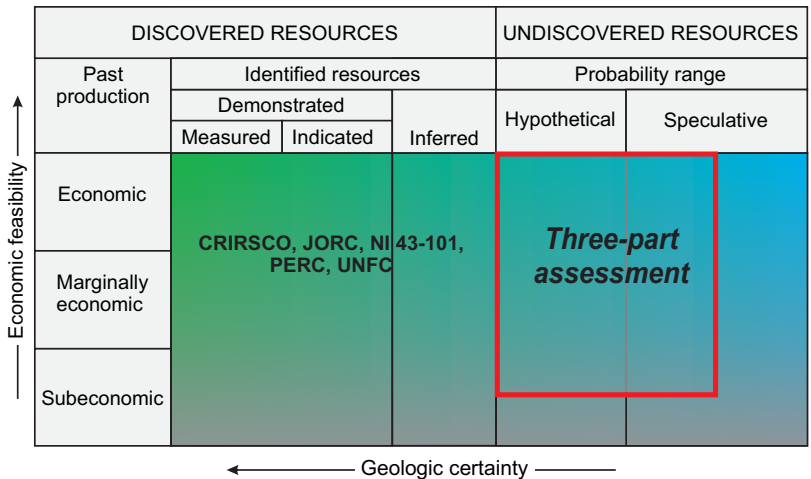 DISCOVERED RESOURCES
UNDISCOVERED RESOURCES
Past
production
Identified resources
Probability range
Demonstrated
Measured
Indicated
Inferred
Hypothetical
Speculative
Economic feasibility
Economic
Marginally
economic
Subeconomic
CRIRSCO, JORC, NI 43-101,
PERC, UNFC
Three-part
assessment
Geologic certainty